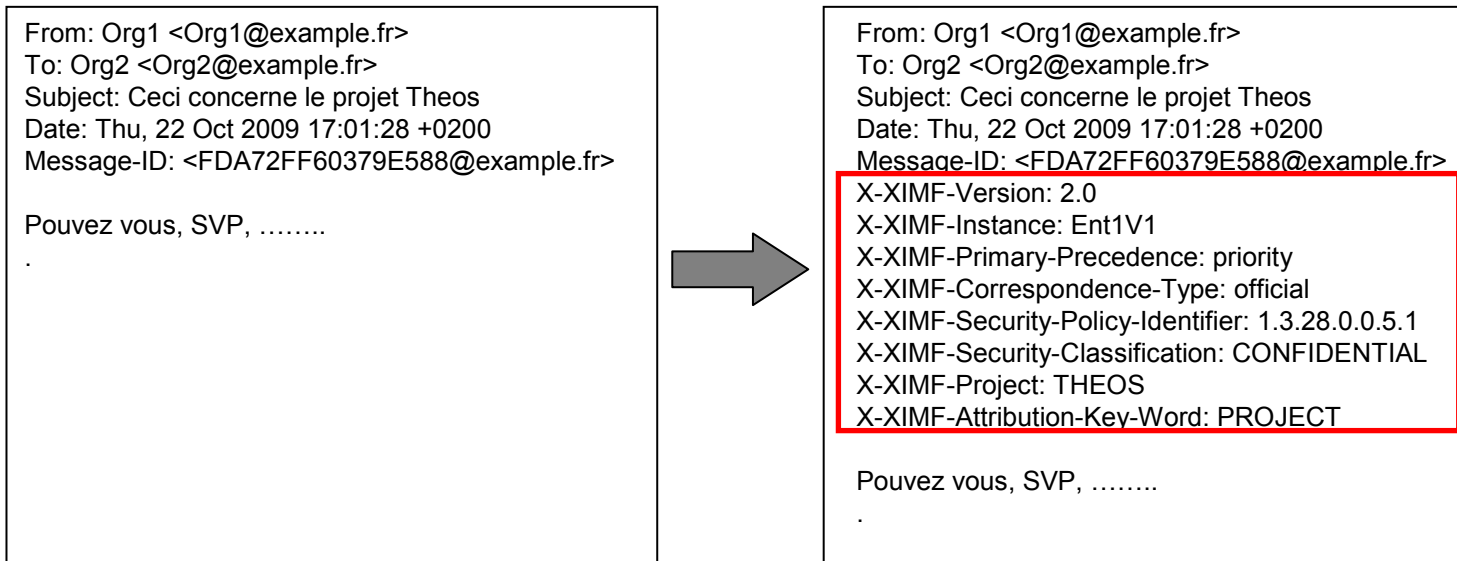 From: Org1 <Org1@example.fr>
To: Org2 <Org2@example.fr>
Subject: Ceci concerne le projet Theos
Date: Thu, 22 Oct 2009 17:01:28 +0200
Message-ID: <FDA72FF60379E588@example.fr>
Pouvez vous, SVP, ……..
.
From: Org1 <Org1@example.fr>
To: Org2 <Org2@example.fr>
Subject: Ceci concerne le projet Theos
Date: Thu, 22 Oct 2009 17:01:28 +0200
Message-ID: <FDA72FF60379E588@example.fr>
X-XIMF-Version: 2.0
X-XIMF-Instance: Ent1V1
X-XIMF-Primary-Precedence: priority
X-XIMF-Correspondence-Type: official
X-XIMF-Security-Policy-Identifier: 1.3.28.0.0.5.1
X-XIMF-Security-Classification: CONFIDENTIAL
X-XIMF-Project: THEOS
X-XIMF-Attribution-Key-Word: PROJECT
Pouvez vous, SVP, ……..
.